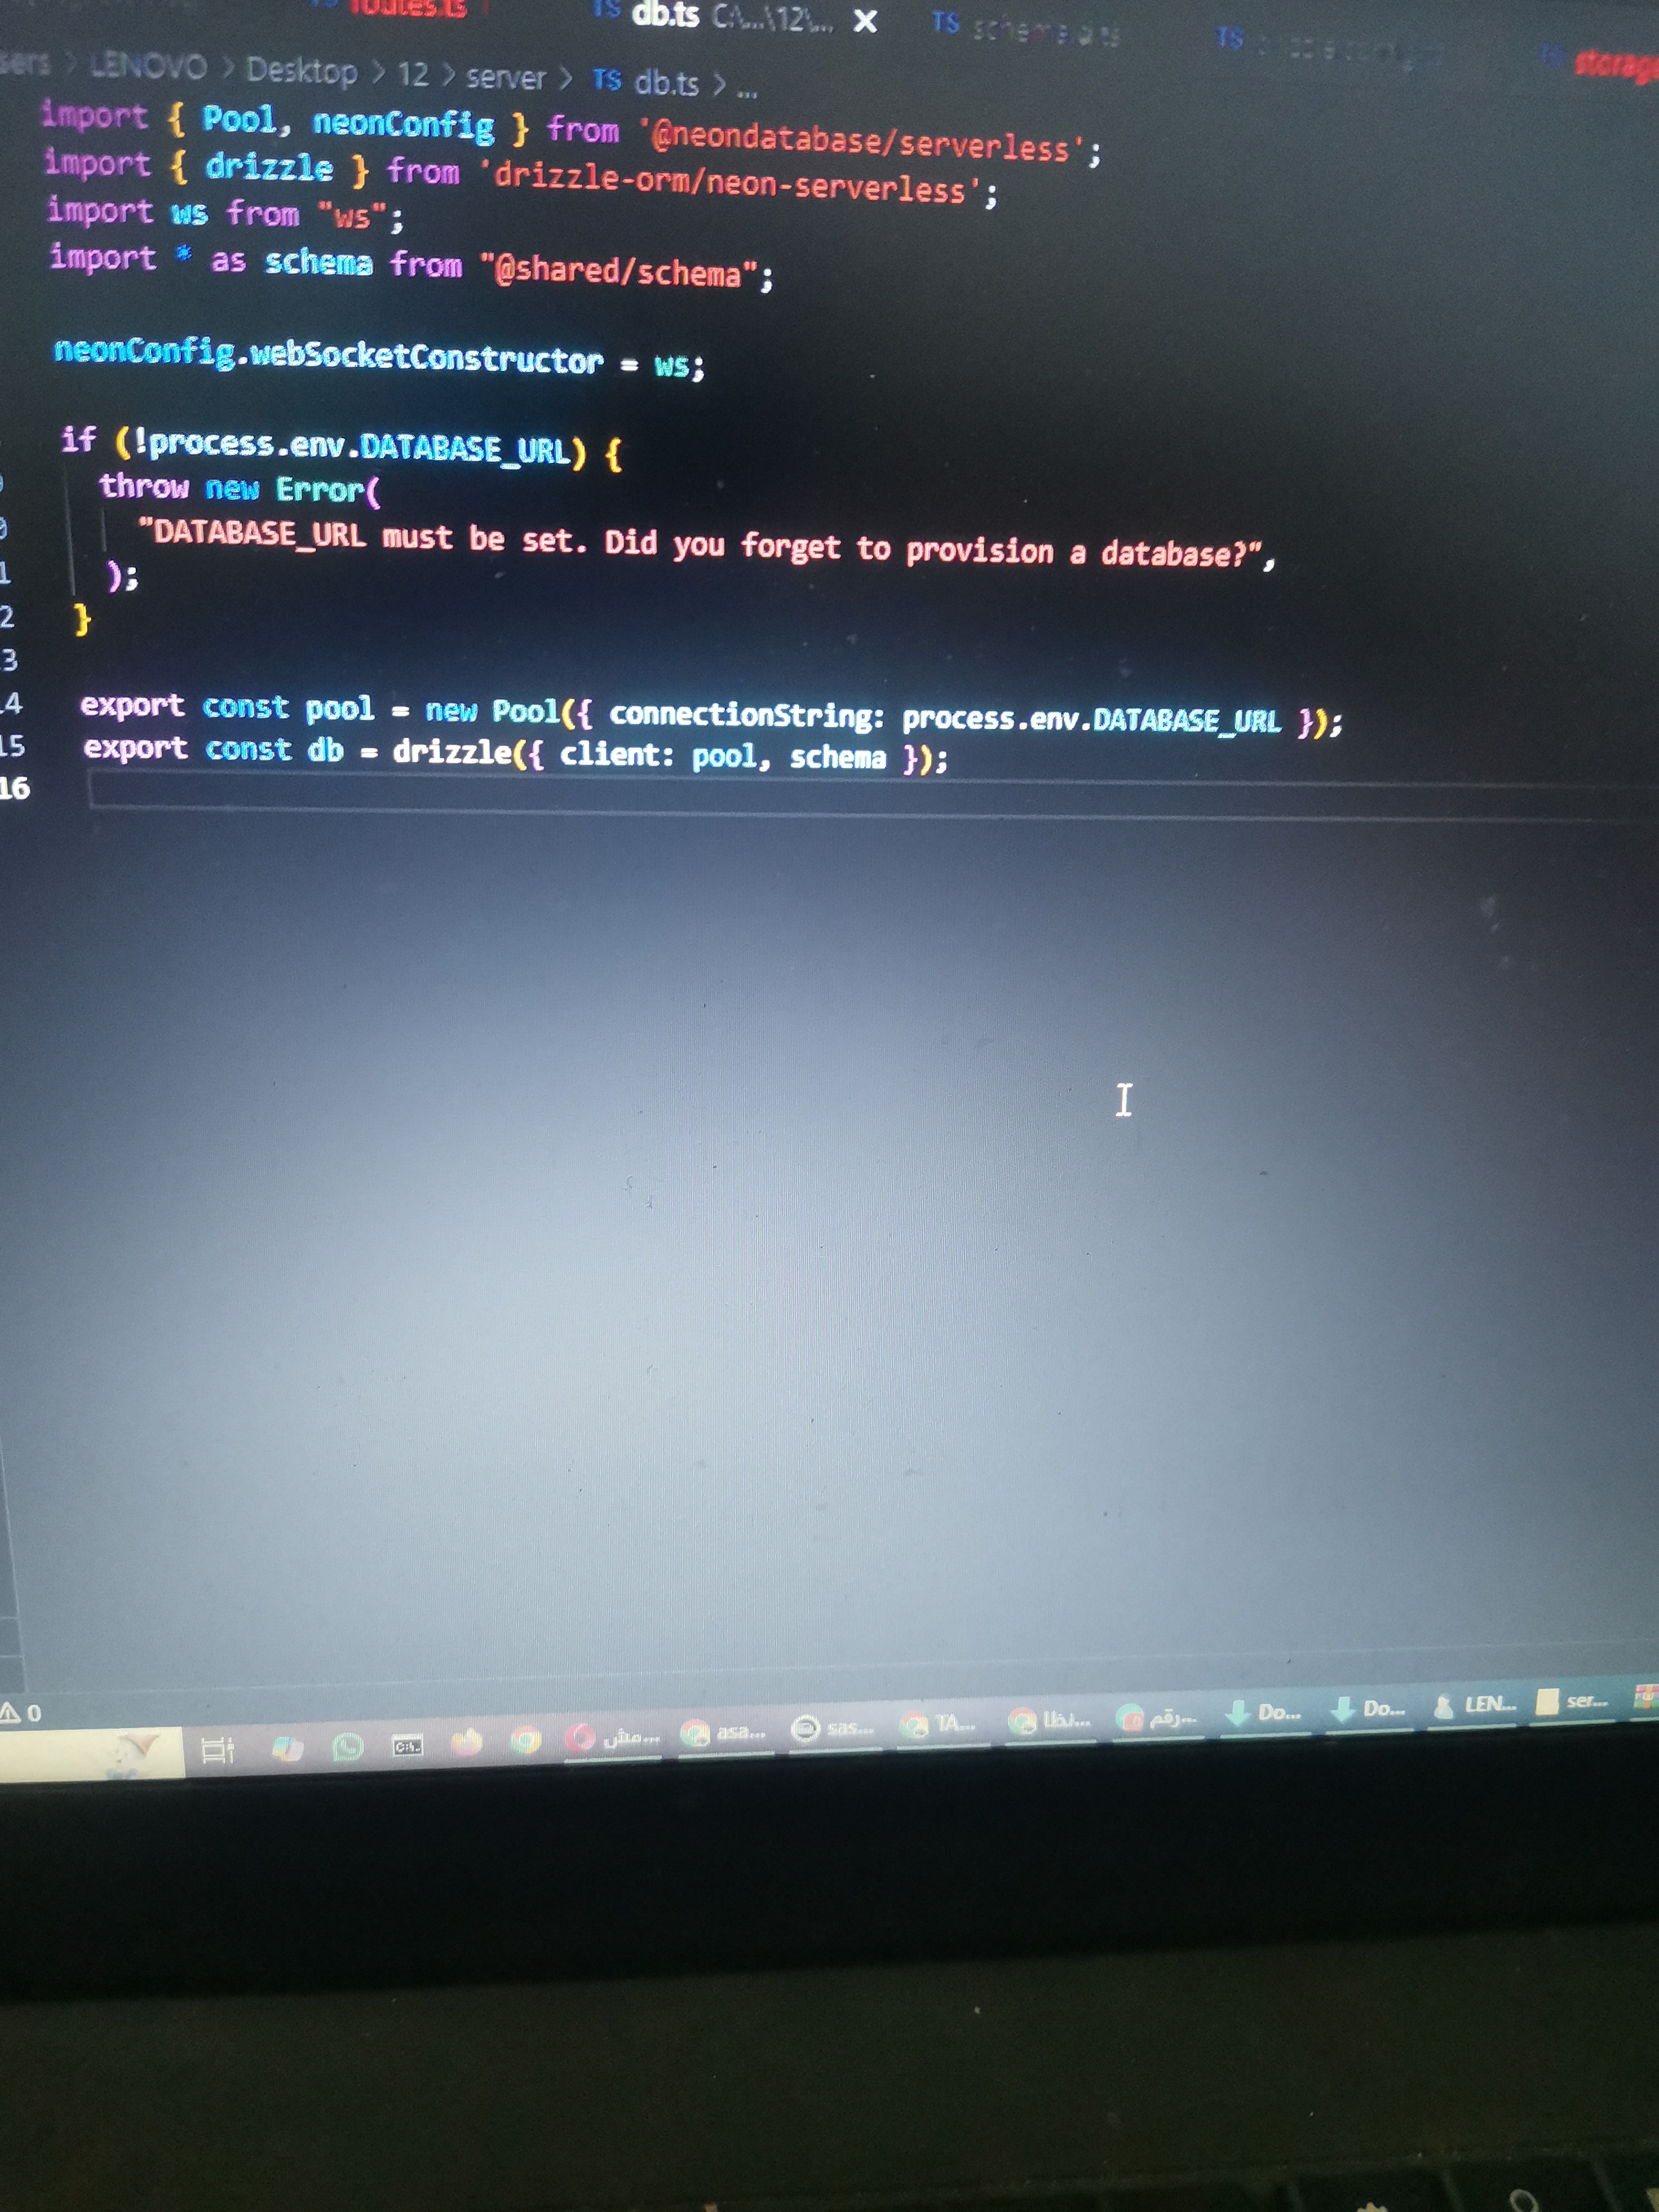 routes.ts
TS db.ts C:\...\12\... X
TS schema.ts
TS
storage
sers > LENOVO > Desktop > 12 > server > TS db.ts > ...
import { Pool, neonConfig } from '@neondatabase/serverless';
import { drizzle } from 'drizzle-orm/neon-serverless';
import ws from "ws";
import * as schema from "@shared/schema";
neonConfig.webSocketConstructor = ws;
if (!process.env.DATABASE_URL) {
throw new Error(
0 "DATABASE_URL must be set. Did you forget to provision a database?",
1 );
2 }
3
14 export const pool = new Pool({ connectionString: process.env.DATABASE_URL });
15 export const db = drizzle({ client: pool, schema });
16
0
C:\ asa... sas... TA... رقم... Do... Do... LEN... ser...